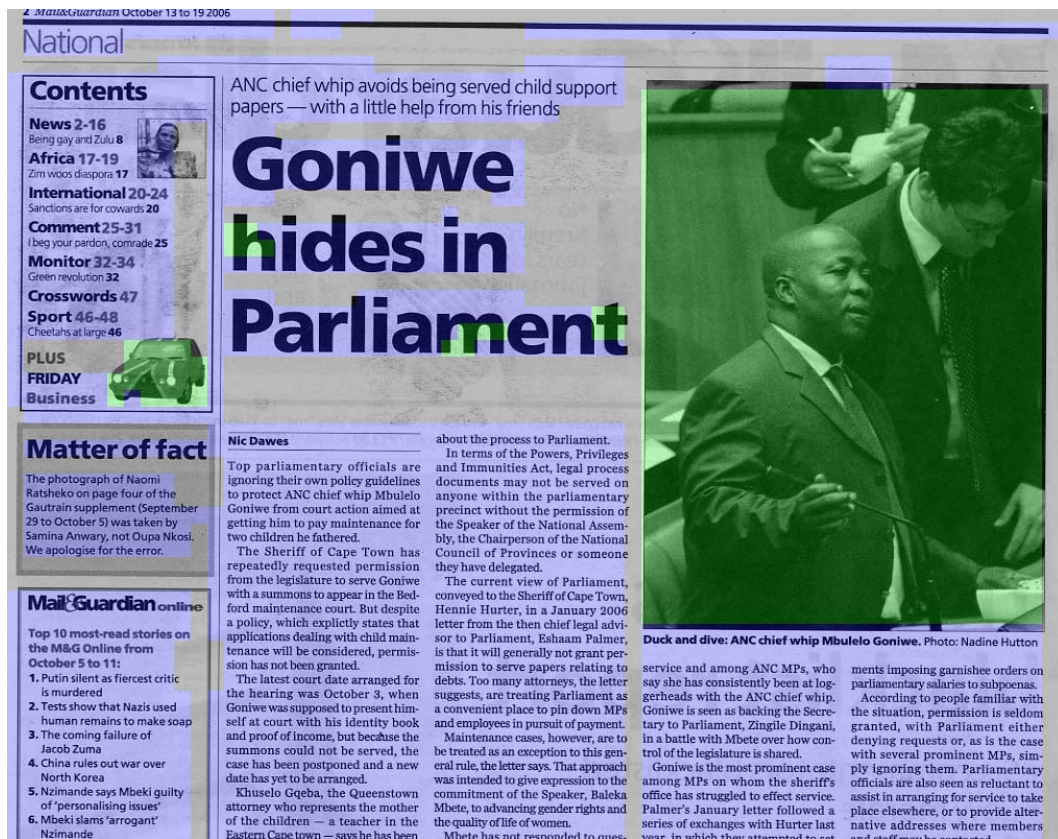 2 Mail&Guardian October 13 to 19 2006
National
Contents
News 2-16
Being gay and Zulu 8
Africa 17-19
Zim woos diaspora 17
International 20-24
Sanctions are for cowards 20
Comment 25-31
I beg your pardon, comrade 25
Monitor 32-34
Green revolution 32
Crosswords 47
Sport 46-48
Cheetahs at large 46
PLUS
FRIDAY
Business
Matter of fact
The photograph of Naomi
Ratsheko on page four of the
Gautrain supplement (September
29 to October 5) was taken by
Samina Anwary, not Oupa Nkosi.
We apologise for the error.
Mail&Guardian online
Top 10 most-read stories on
the M&G Online from
October 5 to 11:
1. Putin silent as fiercest critic
is murdered
2. Tests show that Nazis used
human remains to make soap
3. The coming failure of
Jacob Zuma
4. China rules out war over
North Korea
5. Nzimande says Mbeki guilty
of 'personalising issues'
6. Mbeki slams 'arrogant'
Nzimande
ANC chief whip avoids being served child support
papers — with a little help from his friends
Goniwe
hides in
Parliament
Nic Dawes
Top parliamentary officials are
ignoring their own policy guidelines
to protect ANC chief whip Mbulelo
Goniwe from court action aimed at
getting him to pay maintenance for
two children he fathered.
The Sheriff of Cape Town has
repeatedly requested permission
from the legislature to serve Goniwe
with a summons to appear in the Bed-
ford maintenance court. But despite
a policy, which explictly states that
applications dealing with child main-
tenance will be considered, permis-
sion has not been granted.
The latest court date arranged for
the hearing was October 3, when
Goniwe was supposed to present him-
self at court with his identity book
and proof of income, but because the
summons could not be served, the
case has been postponed and a new
date has yet to be arranged.
Khuselo Gqeba, the Queenstown
attorney who represents the mother
of the children — a teacher in the
Eastern Cape town — says he has been
about the process to Parliament.
In terms of the Powers, Privileges
and Immunities Act, legal process
documents may not be served on
anyone within the parliamentary
precinct without the permission of
the Speaker of the National Assem-
bly, the Chairperson of the National
Council of Provinces or someone
they have delegated.
The current view of Parliament,
conveyed to the Sheriff of Cape Town,
Hennie Hurter, in a January 2006
letter from the then chief legal advi-
sor to Parliament, Eshaam Palmer,
is that it will generally not grant per-
mission to serve papers relating to
debts. Too many attorneys, the letter
suggests, are treating Parliament as
a convenient place to pin down MPs
and employees in pursuit of payment.
Maintenance cases, however, are to
be treated as an exception to this gen-
eral rule, the letter says. That approach
was intended to give expression to the
commitment of the Speaker, Baleka
Mbete, to advancing gender rights and
the quality of life of women.
Mbete has not responded to ques-
Duck and dive: ANC chief whip Mbulelo Goniwe. Photo: Nadine Hutton
service and among ANC MPs, who
say she has consistently been at log-
gerheads with the ANC chief whip.
Goniwe is seen as backing the Secre-
tary to Parliament, Zingile Dingani,
in a battle with Mbete over how con-
trol of the legislature is shared.
Goniwe is the most prominent case
among MPs on whom the sheriff's
office has struggled to effect service.
Palmer's January letter followed a
series of exchanges with Hurter last
year, in which they attempted to set
ments imposing garnishee orders on
parliamentary salaries to subpoenas.
According to people familiar with
the situation, permission is seldom
granted, with Parliament either
denying requests or, as is the case
with several prominent MPs, sim-
ply ignoring them. Parliamentary
officials are also seen as reluctant to
assist in arranging for service to take
place elsewhere, or to provide alter-
native addresses where members